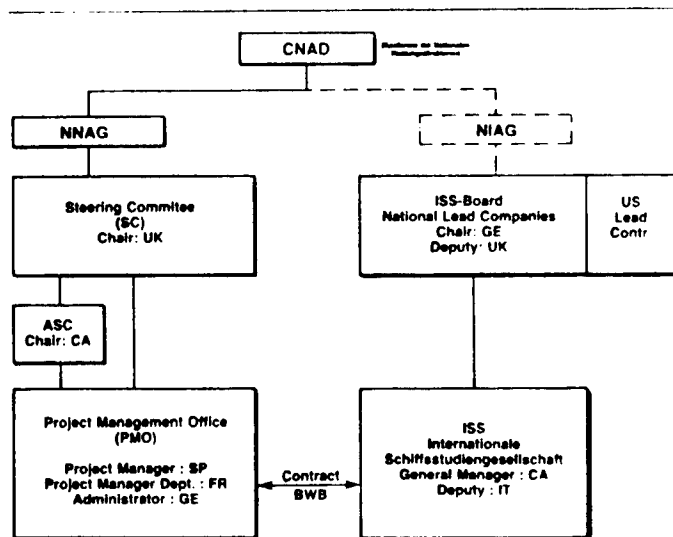 CNAD
der Nationalen
NNAG
NIAG
Steering Commitee
(SC)
Chair: UK
ISS-Board
National Lead Companies
Chair: GE
Deputy: UK
US
Lead
Contr
ASC
Chair: CA
Project Management Office
(PMO)
Project Manager : SP
Project Manager Dept. : FR
Administrator : GE
Contract
BWB
ISS
Internationale
Schiffsstudiengesellschaft
General Manager : CA
Deputy : IT